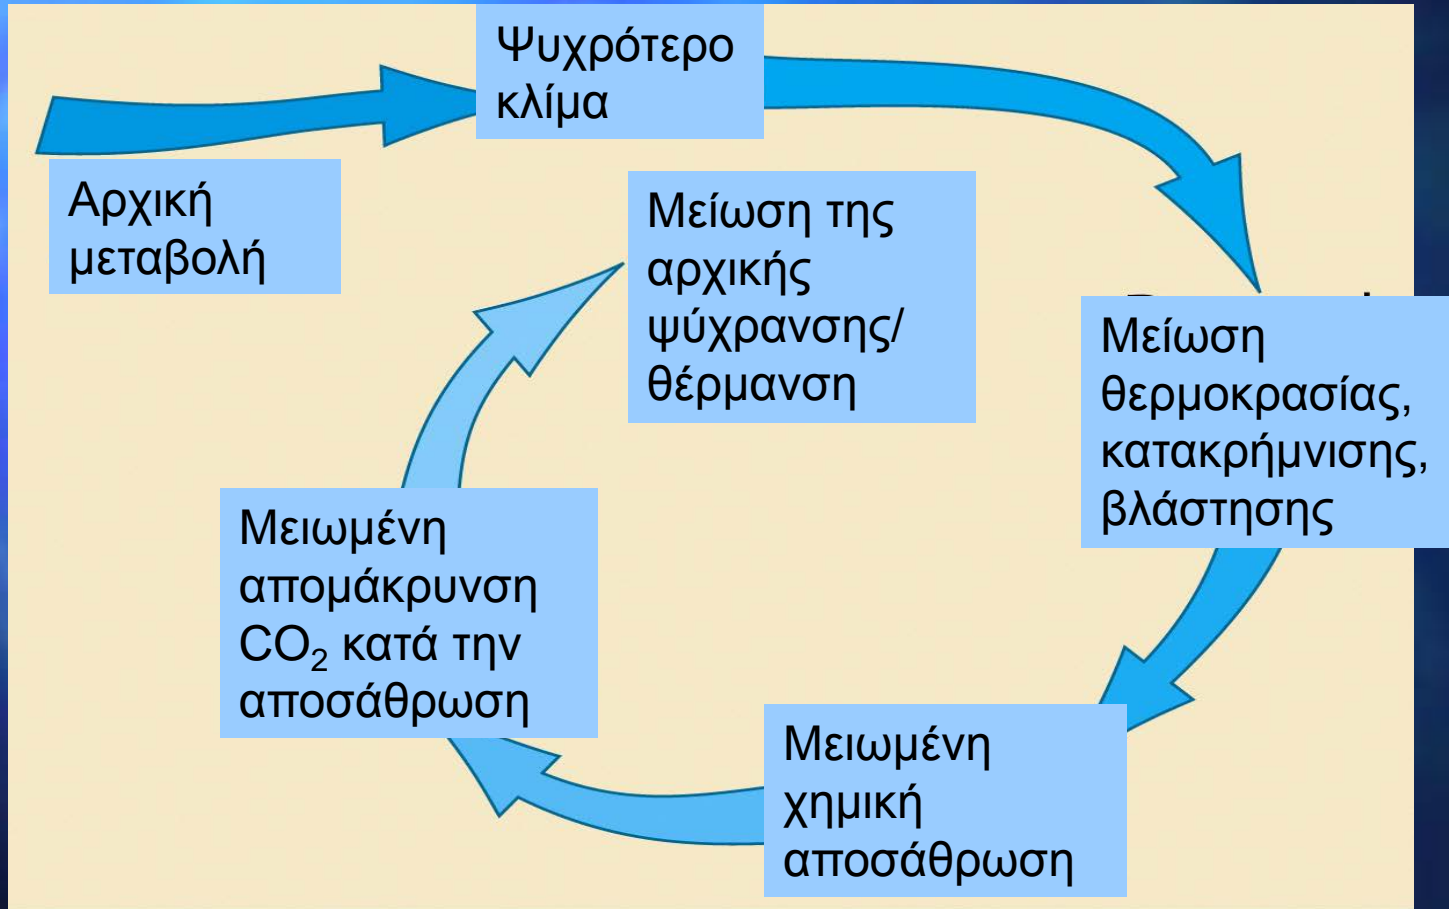 Ψυχρότερο
κλίμα
Αρχική
μεταβολή
Μείωση της
αρχικής
ψύχρανσης/
θέρμανση
Μείωση
θερμοκρασίας,
κατακρήμνισης,
βλάστησης
Μειωμένη
απομάκρυνση
CO₂ κατά την
αποσάθρωση
Μειωμένη
χημική
αποσάθρωση